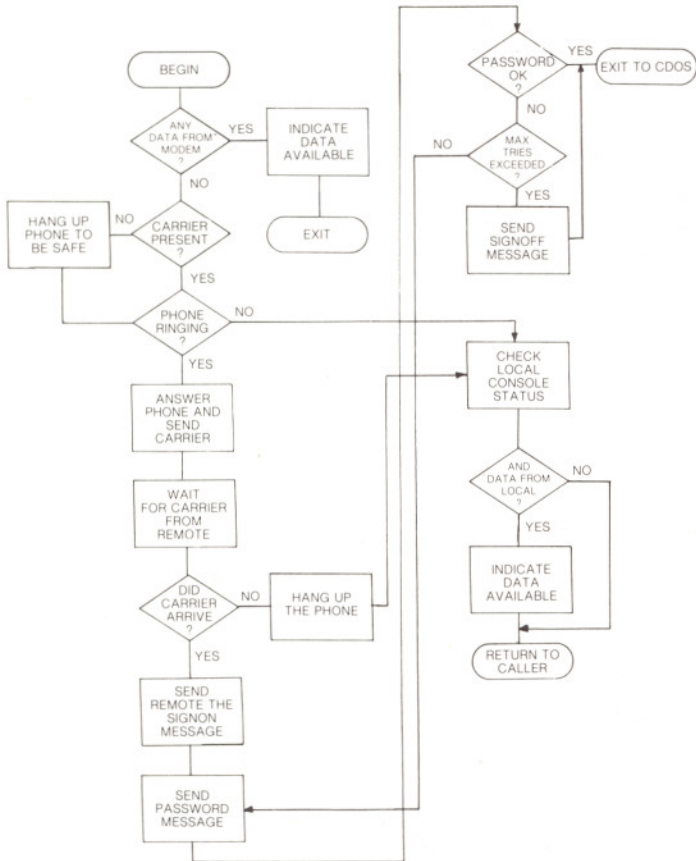 BEGIN
ANY
DATA FROM
MODEM
?
YES
INDICATE
DATA
AVAILABLE
EXIT
NO
HANG UP
PHONE TO
BE SAFE
NO
CARRIER
PRESENT
?
YES
PHONE
RINGING
?
NO
YES
ANSWER
PHONE AND
SEND
CARRIER
WAIT
FOR CARRIER
FROM
REMOTE
DID
CARRIER
ARRIVE
?
NO
HANG UP
THE PHONE
YES
SEND
REMOTE THE
SIGNON
MESSAGE
SEND
PASSWORD
MESSAGE
PASSWORD
OK
?
YES
EXIT TO CDOS
NO
MAX
TRIES
EXCEEDED
?
NO
YES
SEND
SIGNOFF
MESSAGE
CHECK
LOCAL
CONSOLE
STATUS
AND
DATA FROM
LOCAL
?
NO
YES
INDICATE
DATA
AVAILABLE
RETURN TO
CALLER